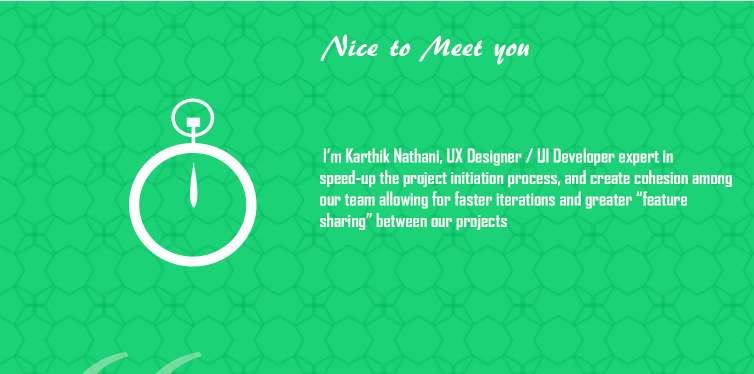 Nice to Meet you
I'm Karthik Nathani, UX Designer / UI Developer expert in
speed-up the project initiation process, and create cohesion among
our team allowing for faster iterations and greater “feature
sharing” between our projects